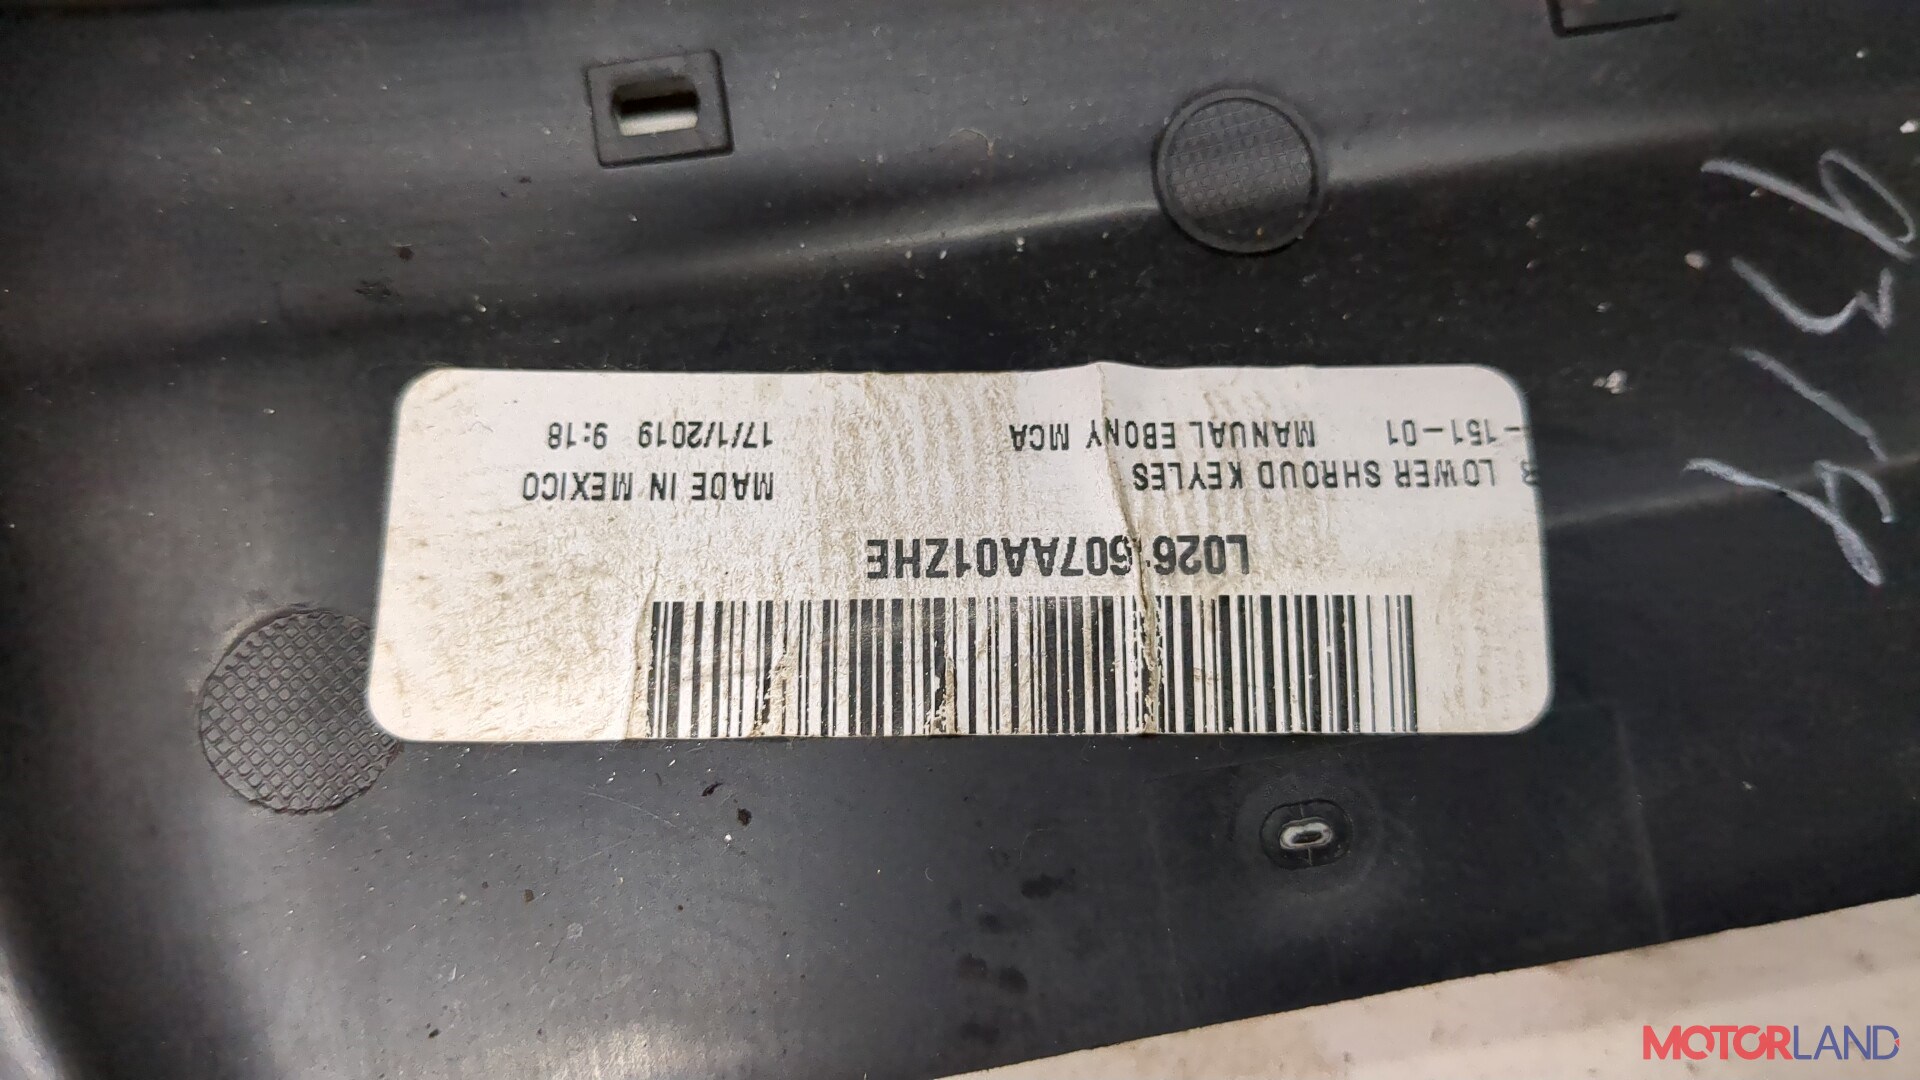 L026 607AA01ZHE
B LOWER SHROUD KEYLES MADE IN MEXICO
-151-01 MANUAL EBONY MCA 17/1/2019 9:18
MOTORLAND